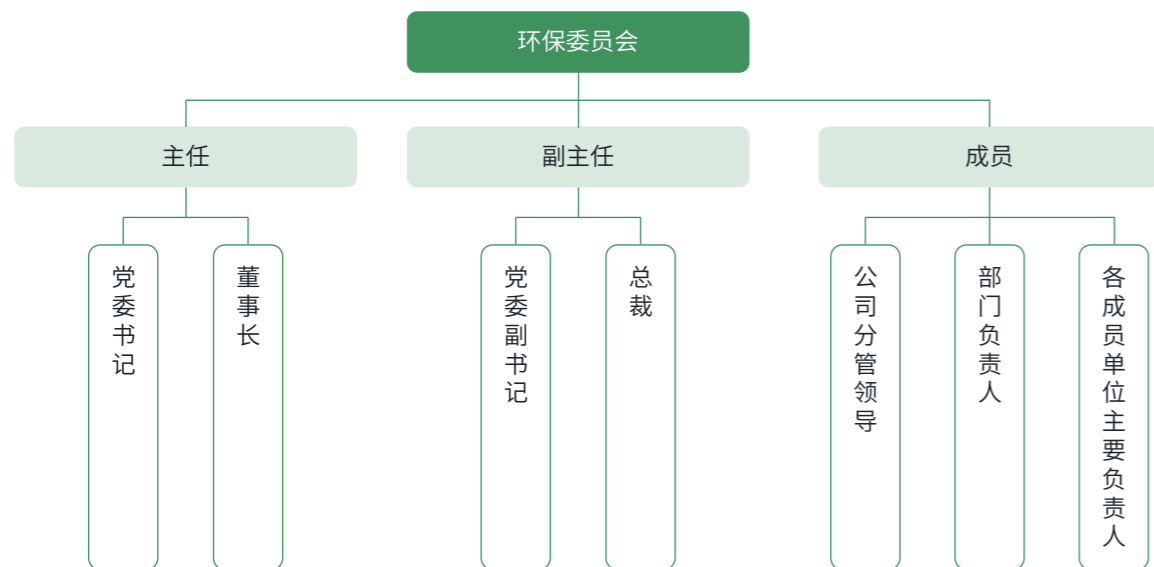 环保委员会
主任
副主任
成员
党委书记
董事长
党委副书记
总裁
公司分管领导
部门负责人
各成员单位主要负责人